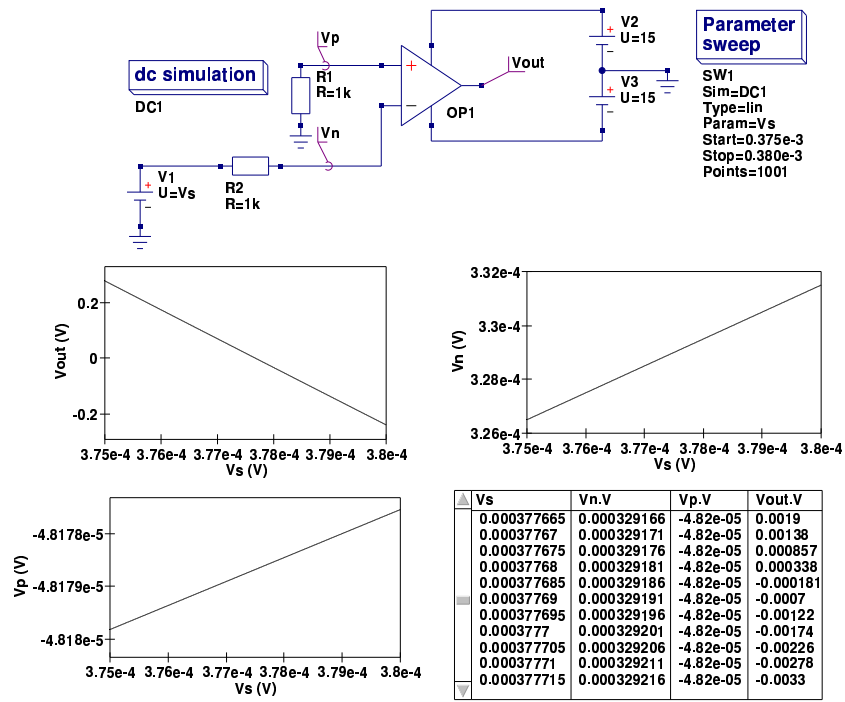 dc simulation
DC1
Vp
R1
R=1k
+
−
OP1
Vout
V2
+
U=15
−
V3
+
U=15
−
Parameter
sweep
SW1
Sim=DC1
Type=lin
Param=Vs
Start=0.375e-3
Stop=0.380e-3
Points=1001
Vn
V1
+
U=Vs
−
R2
R=1k
Vout (V)
0.2
0
-0.2
3.75e-4 3.76e-4 3.77e-4 3.78e-4 3.79e-4 3.8e-4
Vs (V)
Vn (V)
3.32e-4
3.3e-4
3.28e-4
3.26e-4
3.75e-4 3.76e-4 3.77e-4 3.78e-4 3.79e-4 3.8e-4
Vs (V)
Vp (V)
-4.8178e-5
-4.8179e-5
-4.818e-5
3.75e-4 3.76e-4 3.77e-4 3.78e-4 3.79e-4 3.8e-4
Vs (V)
Vs Vn.V Vp.V Vout.V
0.000377665 0.000329166 -4.82e-05 0.0019
0.00037767 0.000329171 -4.82e-05 0.00138
0.000377675 0.000329176 -4.82e-05 0.000857
0.00037768 0.000329181 -4.82e-05 0.000338
0.000377685 0.000329186 -4.82e-05 -0.000181
0.00037769 0.000329191 -4.82e-05 -0.0007
0.000377695 0.000329196 -4.82e-05 -0.00122
0.0003777 0.000329201 -4.82e-05 -0.00174
0.000377705 0.000329206 -4.82e-05 -0.00226
0.00037771 0.000329211 -4.82e-05 -0.00278
0.000377715 0.000329216 -4.82e-05 -0.0033